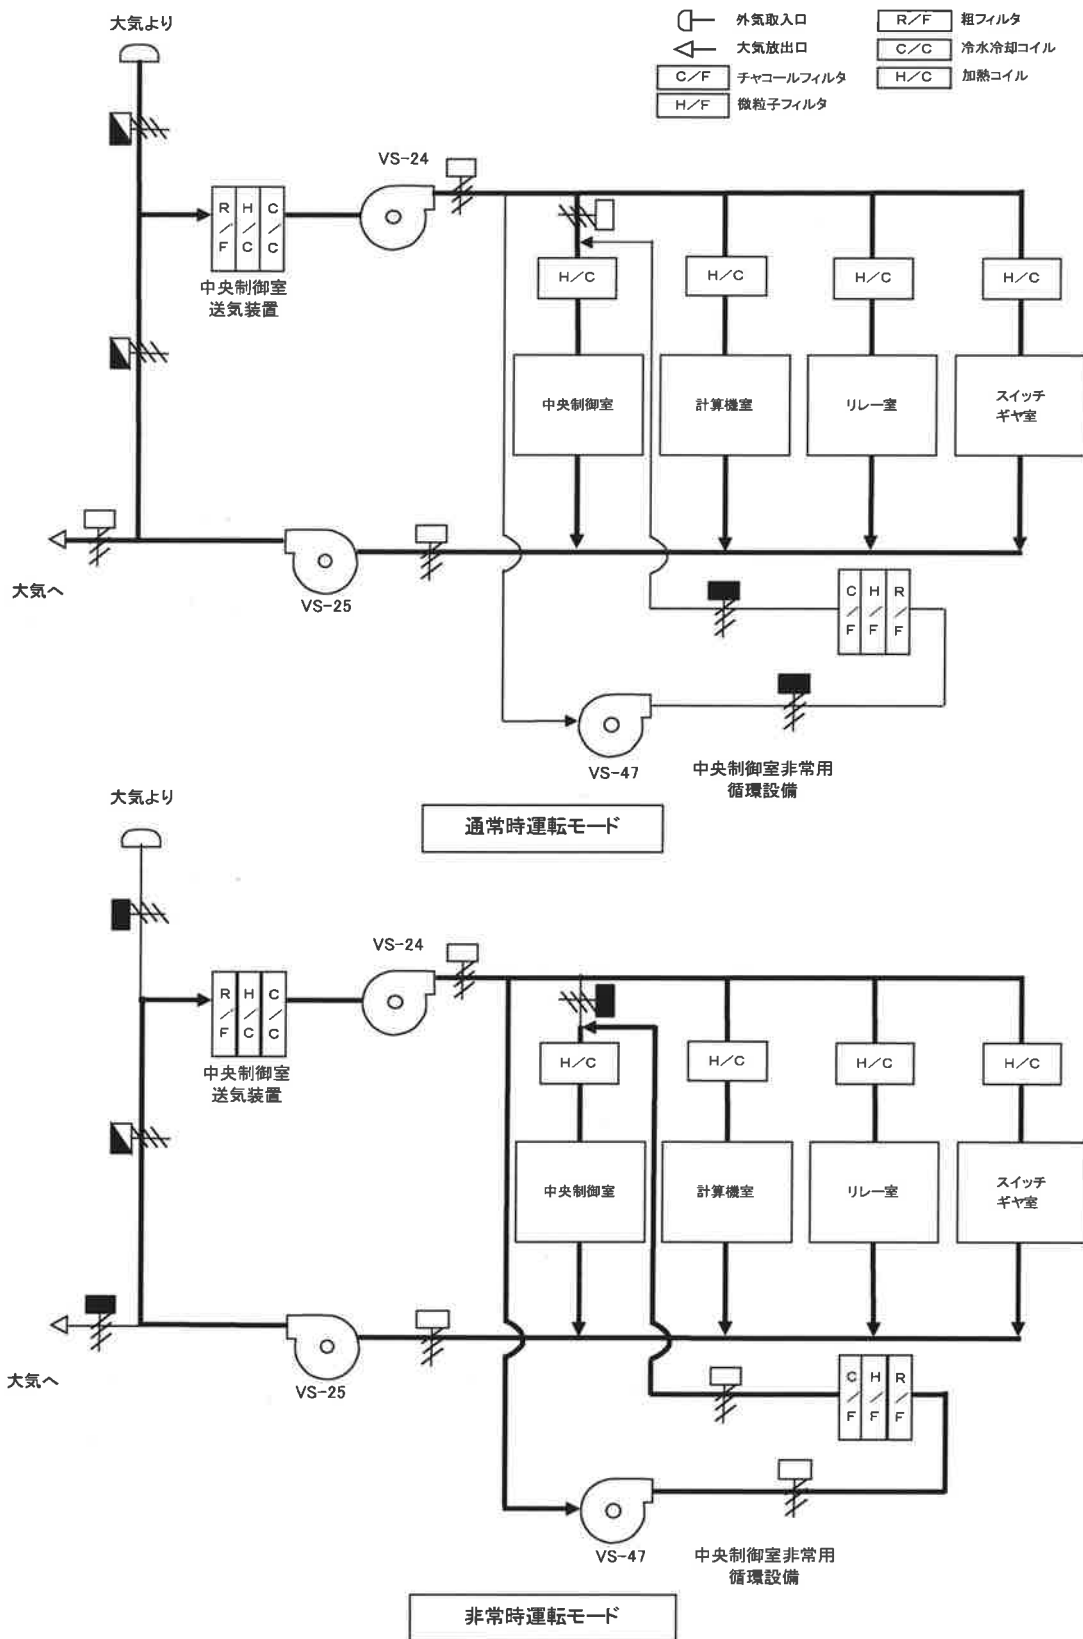 大気より
外気取入口
R/F 粗フィルタ
大気放出口
C/C 冷水冷却コイル
C/F チャコールフィルタ
H/C 加熱コイル
H/F 微粒子フィルタ
VS-24
R/F H/C C/C
中央制御室
送気装置
H/C
H/C
H/C
H/C
中央制御室
計算機室
リレー室
スイッチ
ギヤ室
大気へ
VS-25
C/F H/F R/F
VS-47
中央制御室非常用
循環設備
通常時運転モード
大気より
VS-24
R/F H/C C/C
中央制御室
送気装置
H/C
H/C
H/C
H/C
中央制御室
計算機室
リレー室
スイッチ
ギヤ室
大気へ
VS-25
C/F H/F R/F
VS-47
中央制御室非常用
循環設備
非常時運転モード